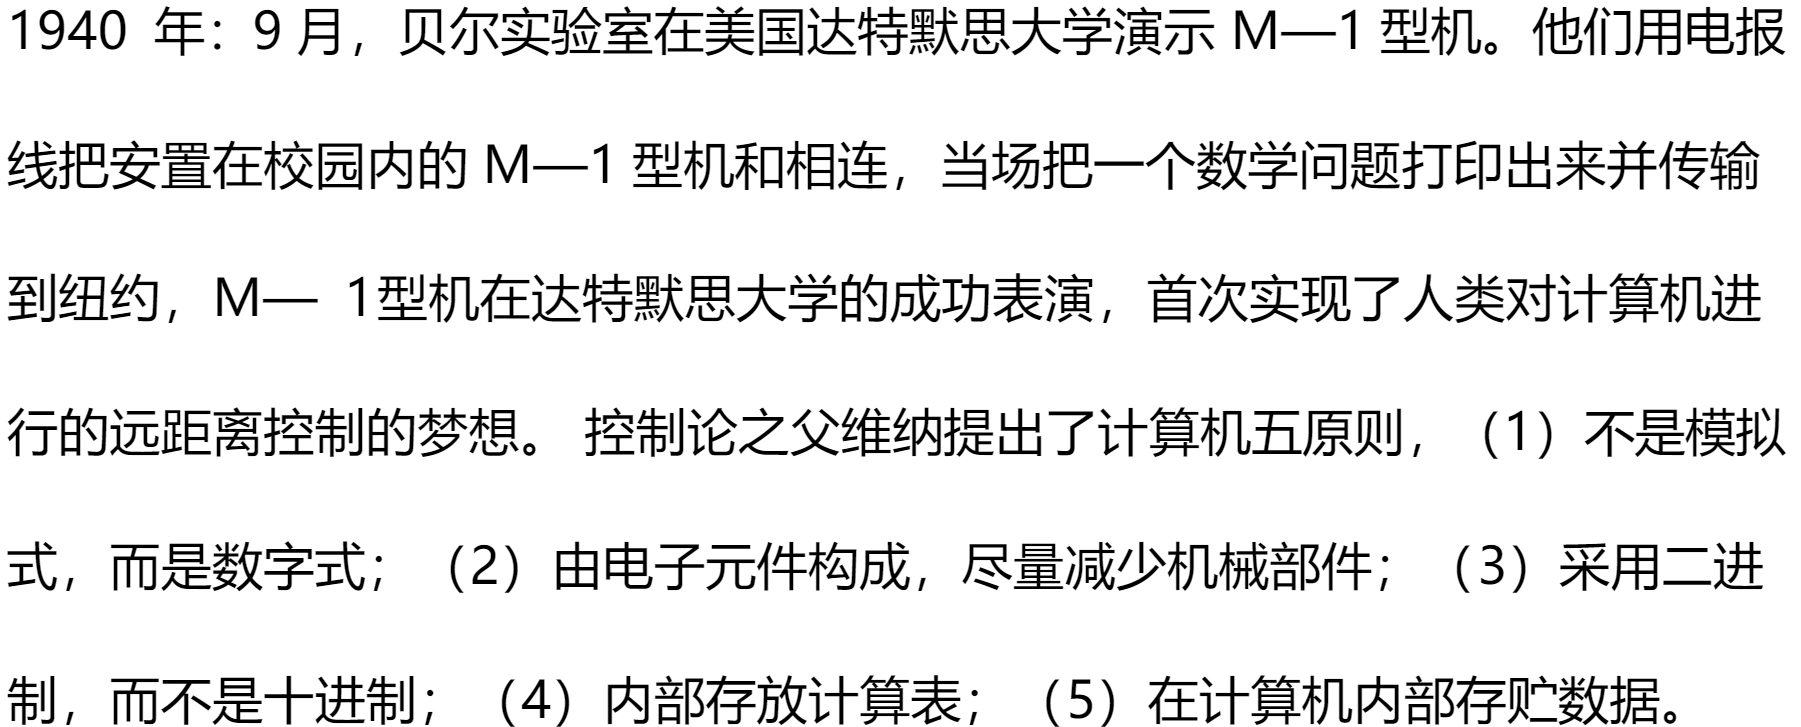 1940 年：9 月，贝尔实验室在美国达特默思大学演示 M—1 型机。他们用电报
线把安置在校园内的 M—1 型机和相连，当场把一个数学问题打印出来并传输
到纽约，M— 1型机在达特默思大学的成功表演，首次实现了人类对计算机进
行的远距离控制的梦想。 控制论之父维纳提出了计算机五原则，（1）不是模拟
式，而是数字式；（2）由电子元件构成，尽量减少机械部件；（3）采用二进
制，而不是十进制；（4）内部存放计算表；（5）在计算机内部存贮数据。